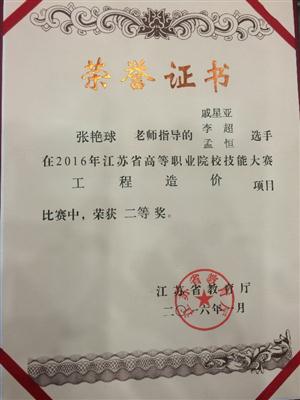 荣誉证书
戚星亚
张艳球 老师指导的 李超 选手
孟恒
在2016年江苏省高等职业院校技能大赛
工程造价 项目
比赛中，荣获 二等奖。
江苏省教育厅
二〇一六年一月